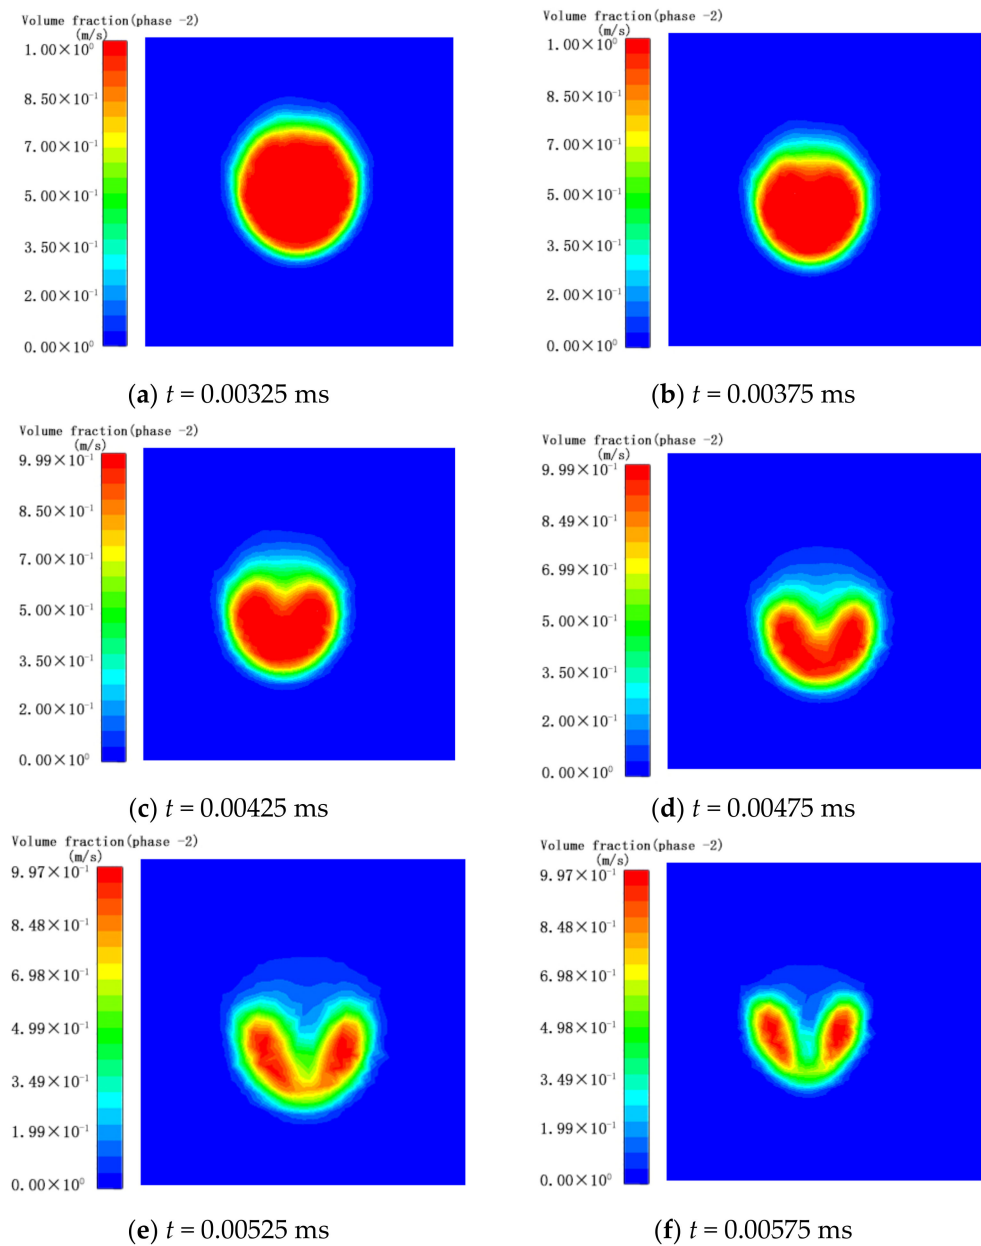 Volume fraction(phase -2)
(m/s)
1.00×10⁰
8.50×10⁻¹
7.00×10⁻¹
5.00×10⁻¹
3.50×10⁻¹
2.00×10⁻¹
0.00×10⁰
(a) t = 0.00325 ms
Volume fraction(phase -2)
(m/s)
1.00×10⁰
8.50×10⁻¹
7.00×10⁻¹
5.00×10⁻¹
3.50×10⁻¹
2.00×10⁻¹
0.00×10⁰
(b) t = 0.00375 ms
Volume fraction(phase -2)
(m/s)
9.99×10⁻¹
8.50×10⁻¹
7.00×10⁻¹
5.00×10⁻¹
3.50×10⁻¹
2.00×10⁻¹
0.00×10⁰
(c) t = 0.00425 ms
Volume fraction(phase -2)
(m/s)
9.99×10⁻¹
8.49×10⁻¹
6.99×10⁻¹
5.00×10⁻¹
3.50×10⁻¹
2.00×10⁻¹
0.00×10⁰
(d) t = 0.00475 ms
Volume fraction(phase -2)
(m/s)
9.97×10⁻¹
8.48×10⁻¹
6.98×10⁻¹
4.99×10⁻¹
3.49×10⁻¹
1.99×10⁻¹
0.00×10⁰
(e) t = 0.00525 ms
Volume fraction(phase -2)
(m/s)
9.97×10⁻¹
8.48×10⁻¹
6.98×10⁻¹
4.98×10⁻¹
3.49×10⁻¹
1.99×10⁻¹
0.00×10⁰
(f) t = 0.00575 ms